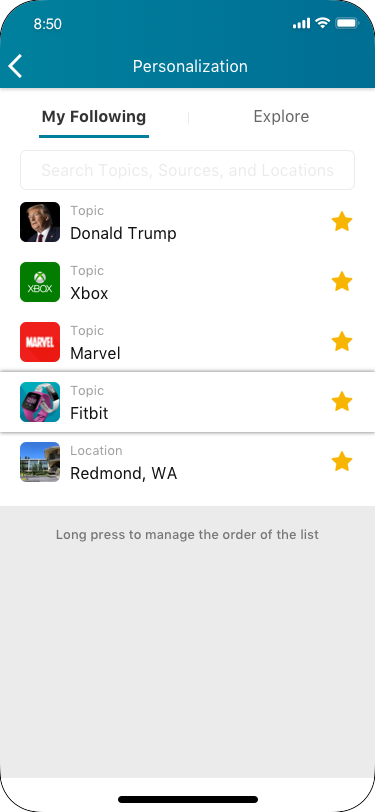 8:50
Personalization
My Following
Explore
Search Topics, Sources, and Locations
Topic
Donald Trump
XBOX
Topic
Xbox
MARVEL
Topic
Marvel
Topic
Fitbit
Location
Redmond, WA
Long press to manage the order of the list